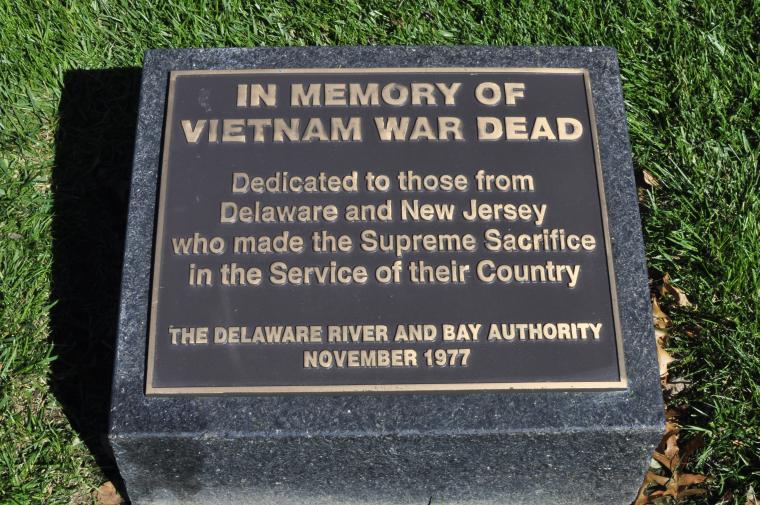 IN MEMORY OF
VIETNAM WAR DEAD
Dedicated to those from
Delaware and New Jersey
who made the Supreme Sacrifice
in the Service of their Country
THE DELAWARE RIVER AND BAY AUTHORITY
NOVEMBER 1977